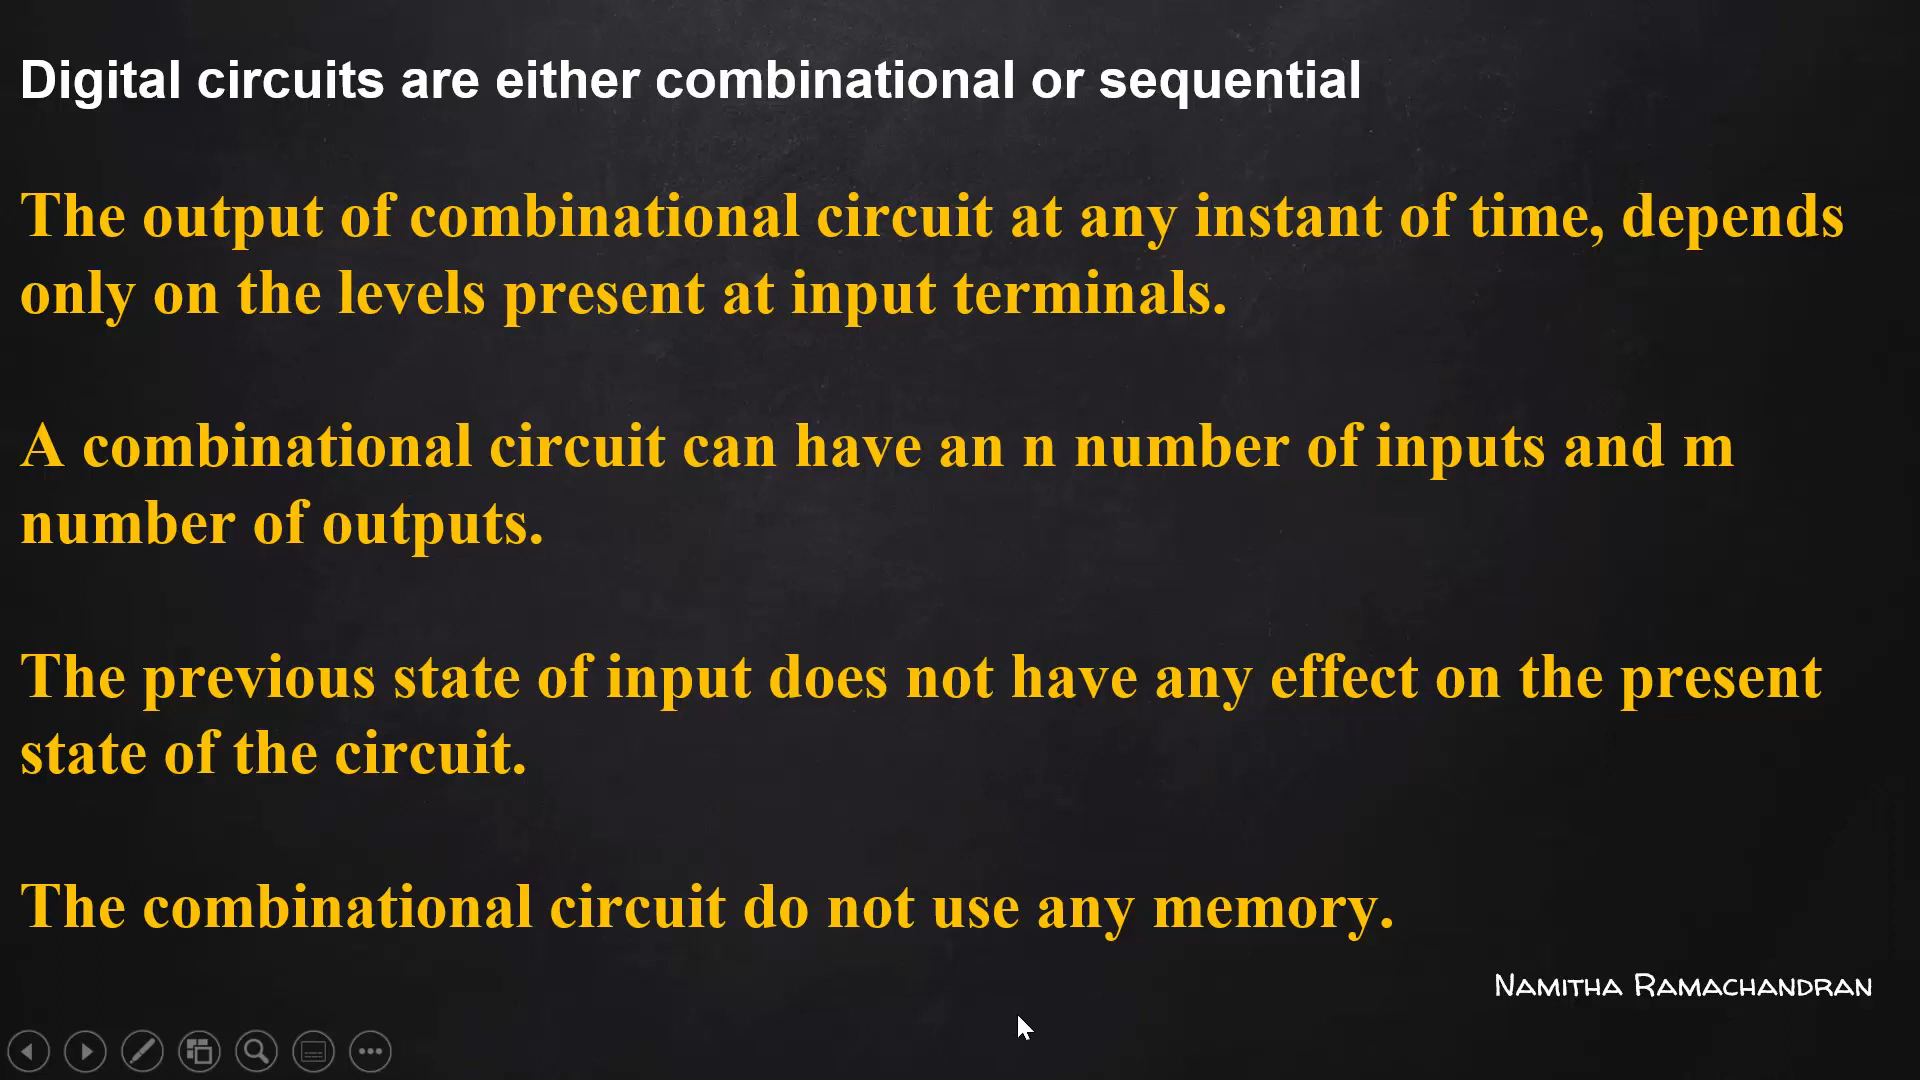 Digital circuits are either combinational or sequential
The output of combinational circuit at any instant of time, depends
only on the levels present at input terminals.
A combinational circuit can have an n number of inputs and m
number of outputs.
The previous state of input does not have any effect on the present
state of the circuit.
The combinational circuit do not use any memory.
Namitha Ramachandran